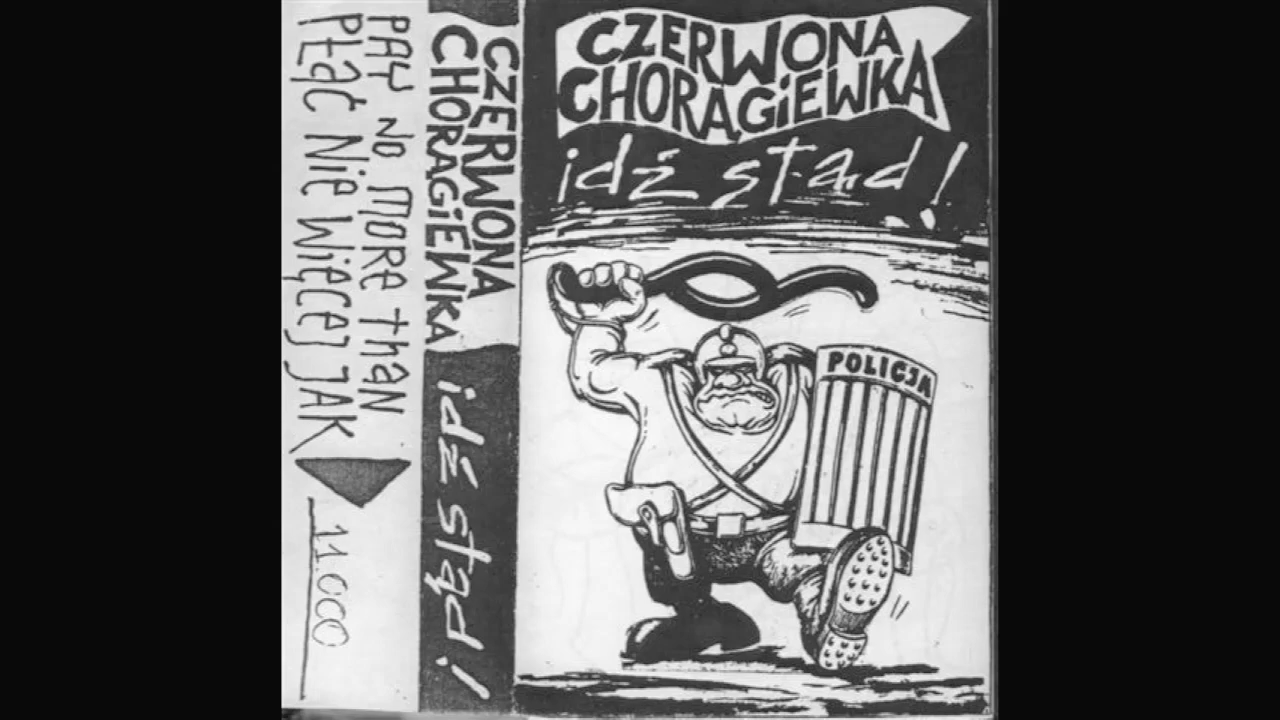 PAY NO MORE THAN
PŁAĆ NIE WIĘCEJ JAK
11.000
CZERWONA
CHORĄGIEWKA
idź stąd!
CZERWONA
CHORĄGiEWKA
idź stąd!
POLICJA